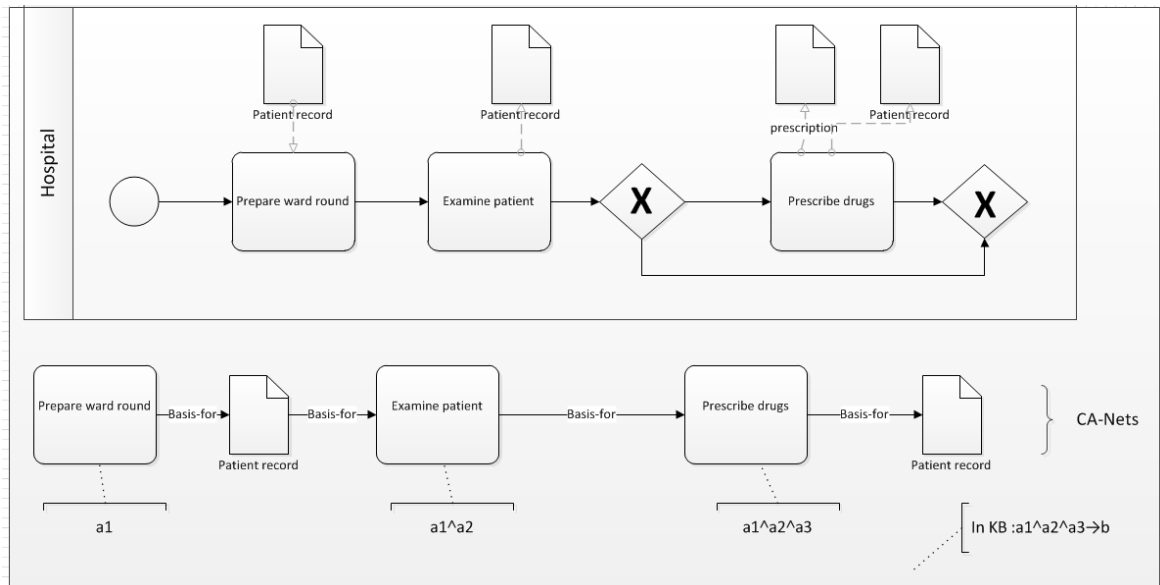 Hospital
Patient record
Patient record
prescription
Patient record
Prepare ward round
Examine patient
X
Prescribe drugs
X
Prepare ward round
Basis-for
Patient record
Basis-for
Examine patient
Basis-for
Prescribe drugs
Basis-for
Patient record
CA-Nets
a1
a1^a2
a1^a2^a3
In KB :a1^a2^a3→b